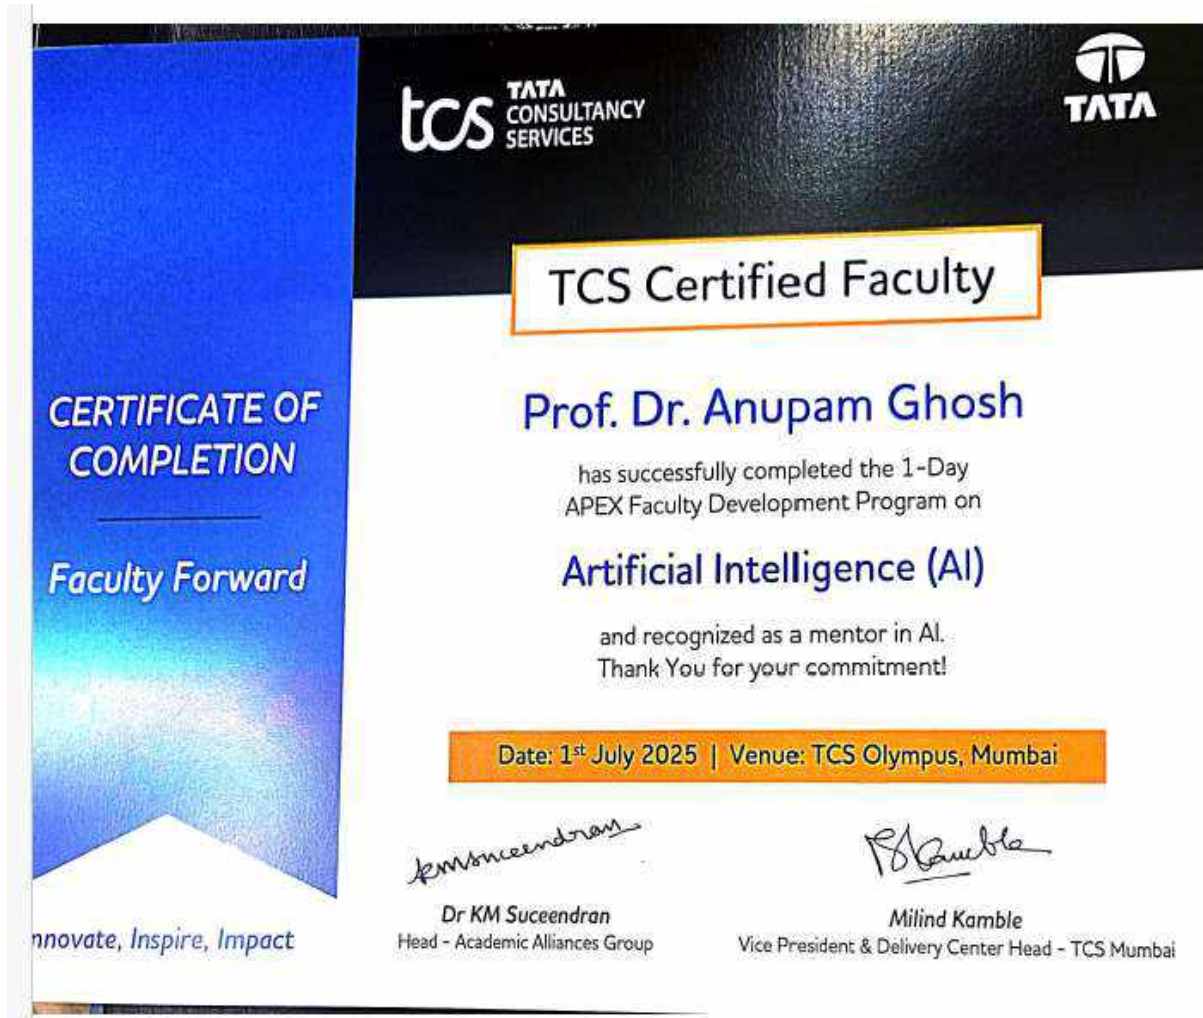 tcs TATA
CONSULTANCY
SERVICES
TATA
TCS Certified Faculty
CERTIFICATE OF
COMPLETION
Faculty Forward
Prof. Dr. Anupam Ghosh
has successfully completed the 1-Day
APEX Faculty Development Program on
Artificial Intelligence (AI)
and recognized as a mentor in AI.
Thank You for your commitment!
Date: 1st July 2025 | Venue: TCS Olympus, Mumbai
kmsuceendran
Dr KM Suceendran
Head - Academic Alliances Group
Milind Kamble
Vice President & Delivery Center Head - TCS Mumbai
nnovate, Inspire, Impact